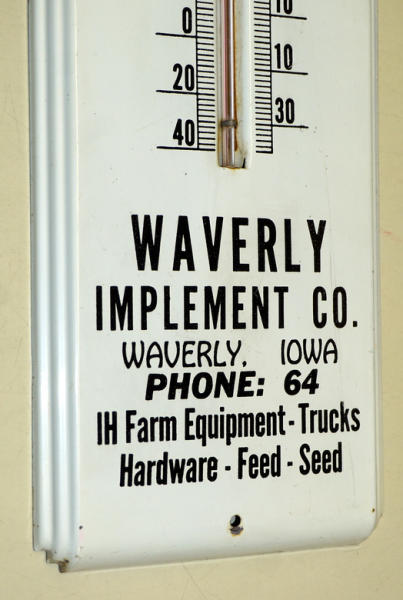 0
10
20
10
40
30
WAVERLY
IMPLEMENT CO.
WAVERLY, IOWA
PHONE: 64
IH Farm Equipment - Trucks
Hardware - Feed - Seed